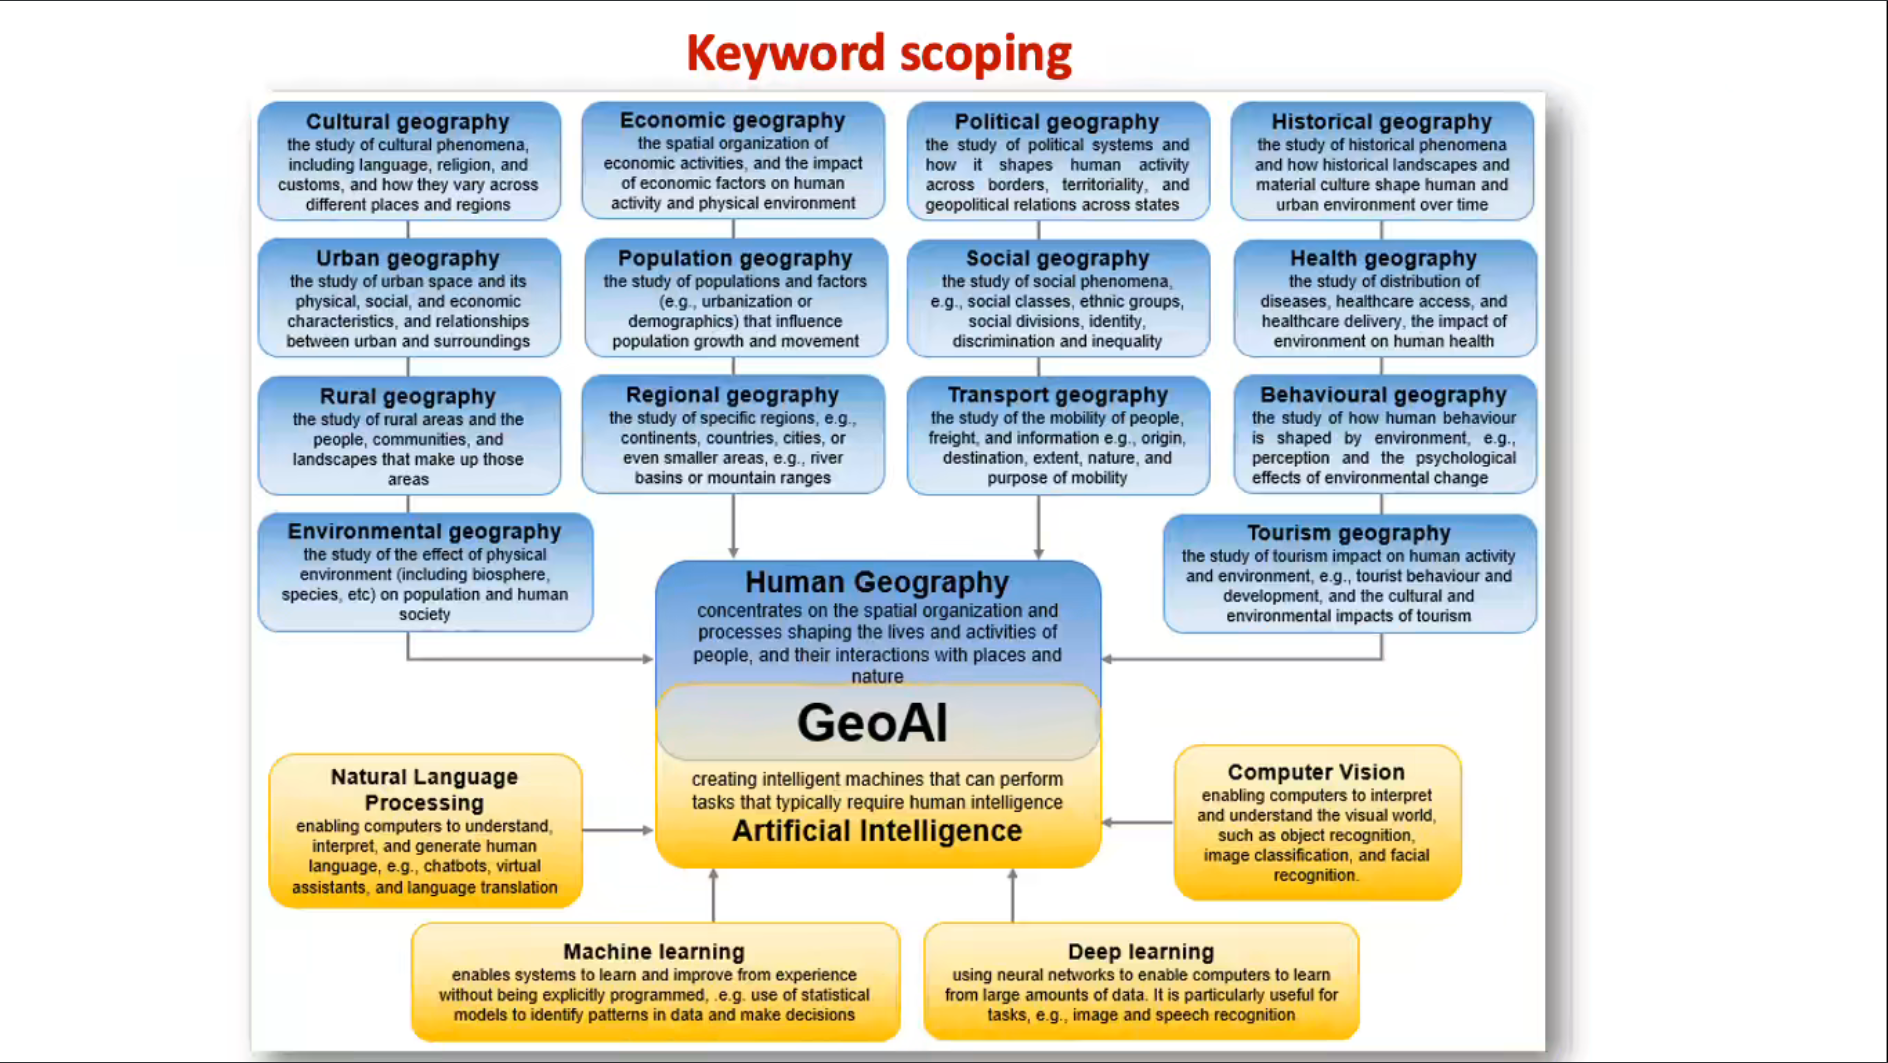 Keyword scoping
Cultural geography
the study of cultural phenomena,
including language, religion, and
customs, and how they vary across
different places and regions
Economic geography
the spatial organization of
economic activities, and the impact
of economic factors on human
activity and physical environment
Political geography
the study of political systems and
how it shapes human activity
across borders, territoriality, and
geopolitical relations across states
Historical geography
the study of historical phenomena
and how historical landscapes and
material culture shape human and
urban environment over time
Urban geography
the study of urban space and its
physical, social, and economic
characteristics, and relationships
between urban and surroundings
Population geography
the study of populations and factors
(e.g., urbanization or
demographics) that influence
population growth and movement
Social geography
the study of social phenomena,
e.g., social classes, ethnic groups,
social divisions, identity,
discrimination and inequality
Health geography
the study of distribution of
diseases, healthcare access, and
healthcare delivery, the impact of
environment on human health
Rural geography
the study of rural areas and the
people, communities, and
landscapes that make up those
areas
Regional geography
the study of specific regions, e.g.,
continents, countries, cities, or
even smaller areas, e.g., river
basins or mountain ranges
Transport geography
the study of the mobility of people,
freight, and information e.g., origin,
destination, extent, nature, and
purpose of mobility
Behavioural geography
the study of how human behaviour
is shaped by environment, e.g.,
perception and the psychological
effects of environmental change
Environmental geography
the study of the effect of physical
environment (including biosphere,
species, etc) on population and human
society
Tourism geography
the study of tourism impact on human activity
and environment, e.g., tourist behaviour and
development, and the cultural and
environmental impacts of tourism
Human Geography
concentrates on the spatial organization and
processes shaping the lives and activities of
people, and their interactions with places and
nature
GeoAI
creating intelligent machines that can perform
tasks that typically require human intelligence
Artificial Intelligence
Natural Language
Processing
enabling computers to understand,
interpret, and generate human
language, e.g., chatbots, virtual
assistants, and language translation
Computer Vision
enabling computers to interpret
and understand the visual world,
such as object recognition,
image classification, and facial
recognition.
Machine learning
enables systems to learn and improve from experience
without being explicitly programmed, .e.g. use of statistical
models to identify patterns in data and make decisions
Deep learning
using neural networks to enable computers to learn
from large amounts of data. It is particularly useful for
tasks, e.g., image and speech recognition